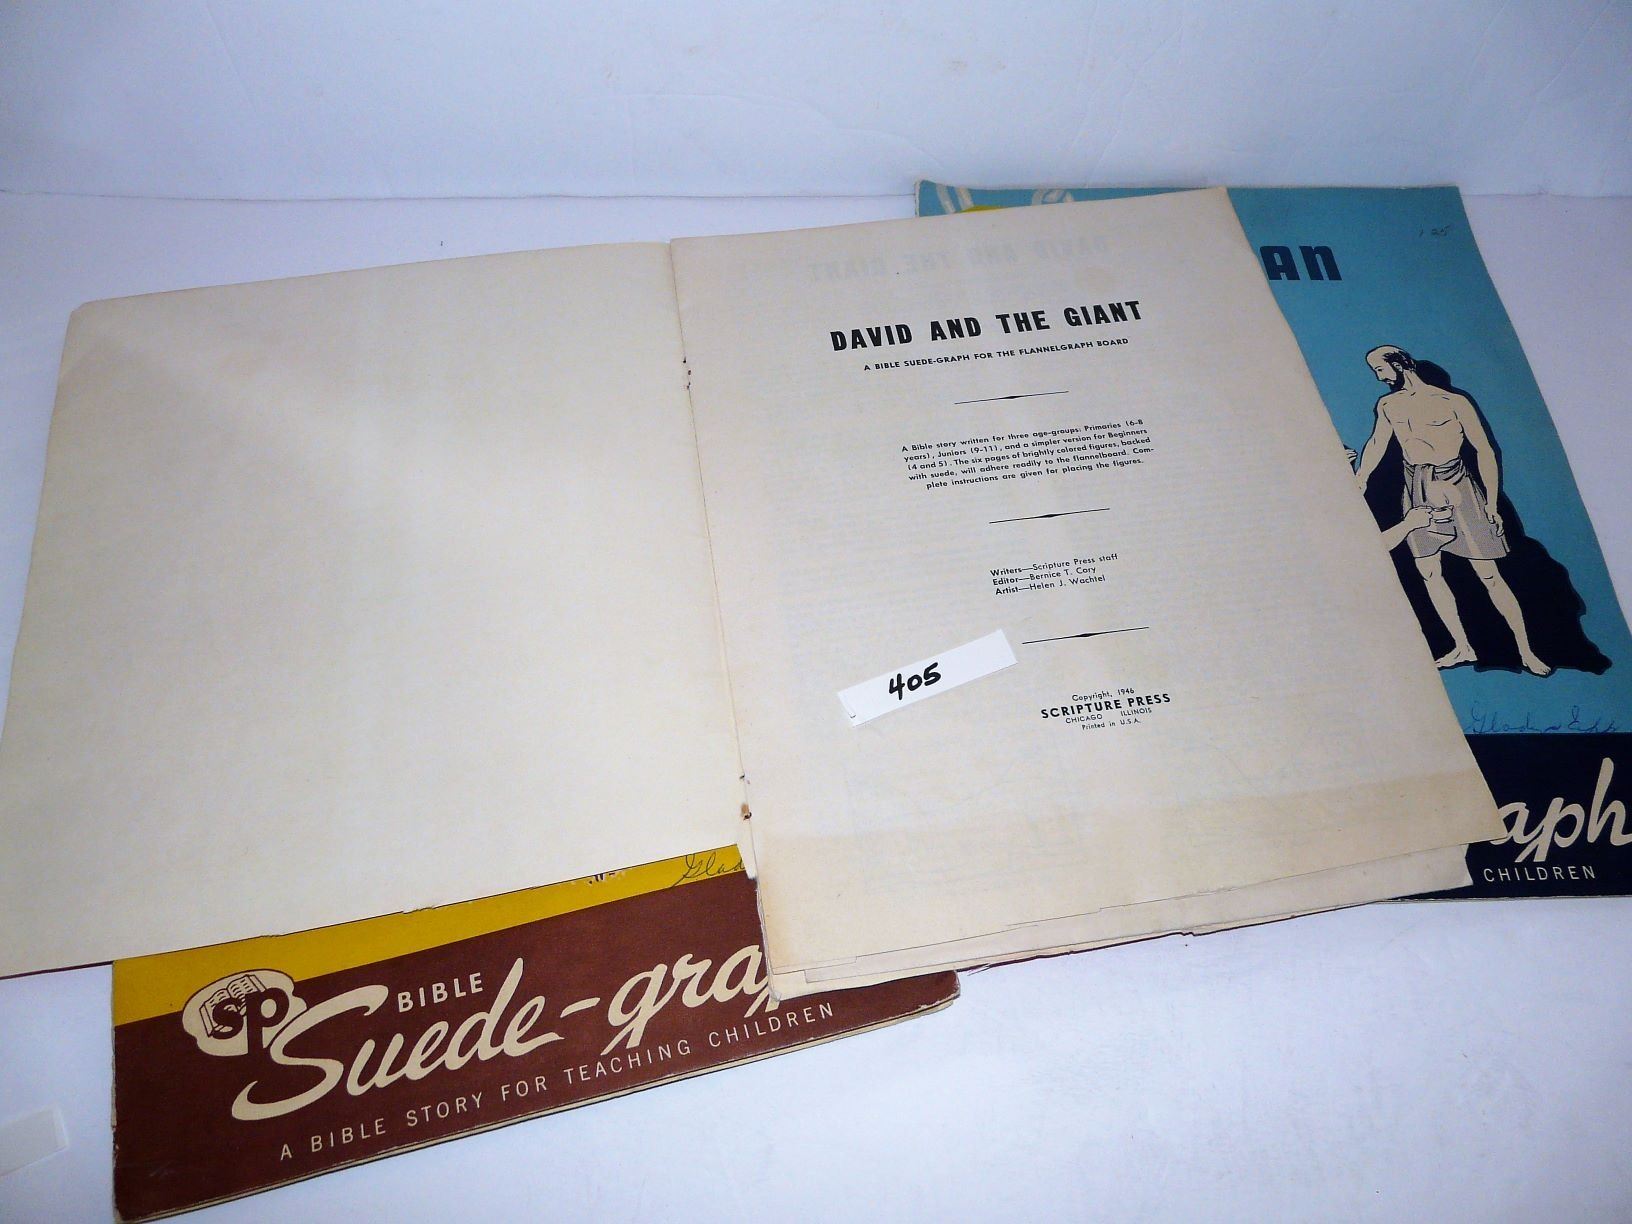 DAVID AND THE GIANT
A BIBLE SUEDE-GRAPH FOR THE FLANNELGRAPH BOARD
A Bible story written for three age-groups: Primaries (6-8
years), Juniors (9-11), and a simpler version for Beginners
(4 and 5). The six pages of brightly colored figures, backed
with suede, will adhere readily to the flannelboard. Com-
plete instructions are given for placing the figures.
Writers—Scripture Press staff
Editor—Bernice T. Cory
Artist—Helen J. Wachtel
405
Copyright, 1946
SCRIPTURE PRESS
CHICAGO ILLINOIS
Printed in U.S.A.
an
125
aph
CHILDREN
Glad
sp
BIBLE
Suede-gra
A BIBLE STORY FOR TEACHING CHILDREN